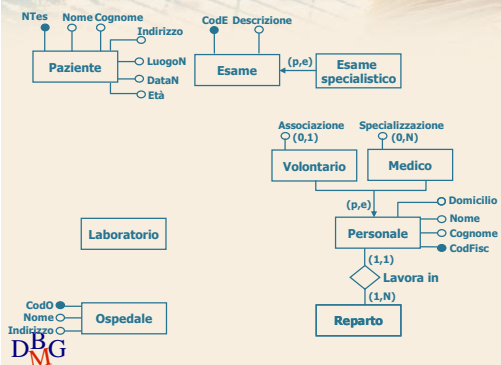 NTes
Nome Cognome
Indirizzo
LuogoN
DataN
Età
Paziente
CodE Descrizione
Esame
(p,e)
Esame
specialistico
Associazione
(0,1)
Specializzazione
(0,N)
Volontario
Medico
(p,e)
Personale
Domicilio
Nome
Cognome
CodFisc
(1,1)
Lavora in
(1,N)
Reparto
Laboratorio
CodO
Nome
Indirizzo
Ospedale
DBMG